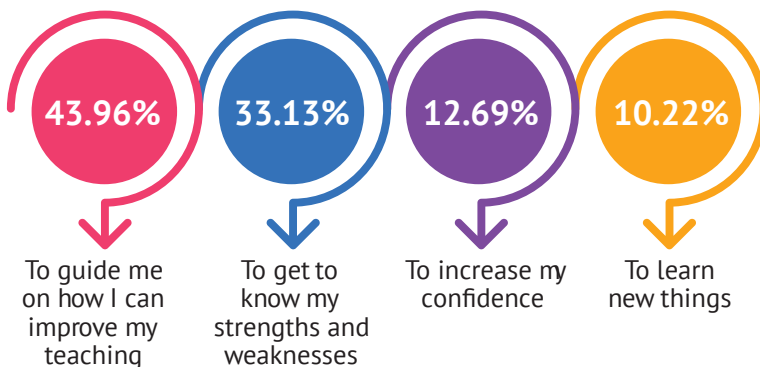 43.96%
33.13%
12.69%
10.22%
To guide me
on how I can
improve my
teaching
To get to
know my
strengths and
weaknesses
To increase my
confidence
To learn
new things